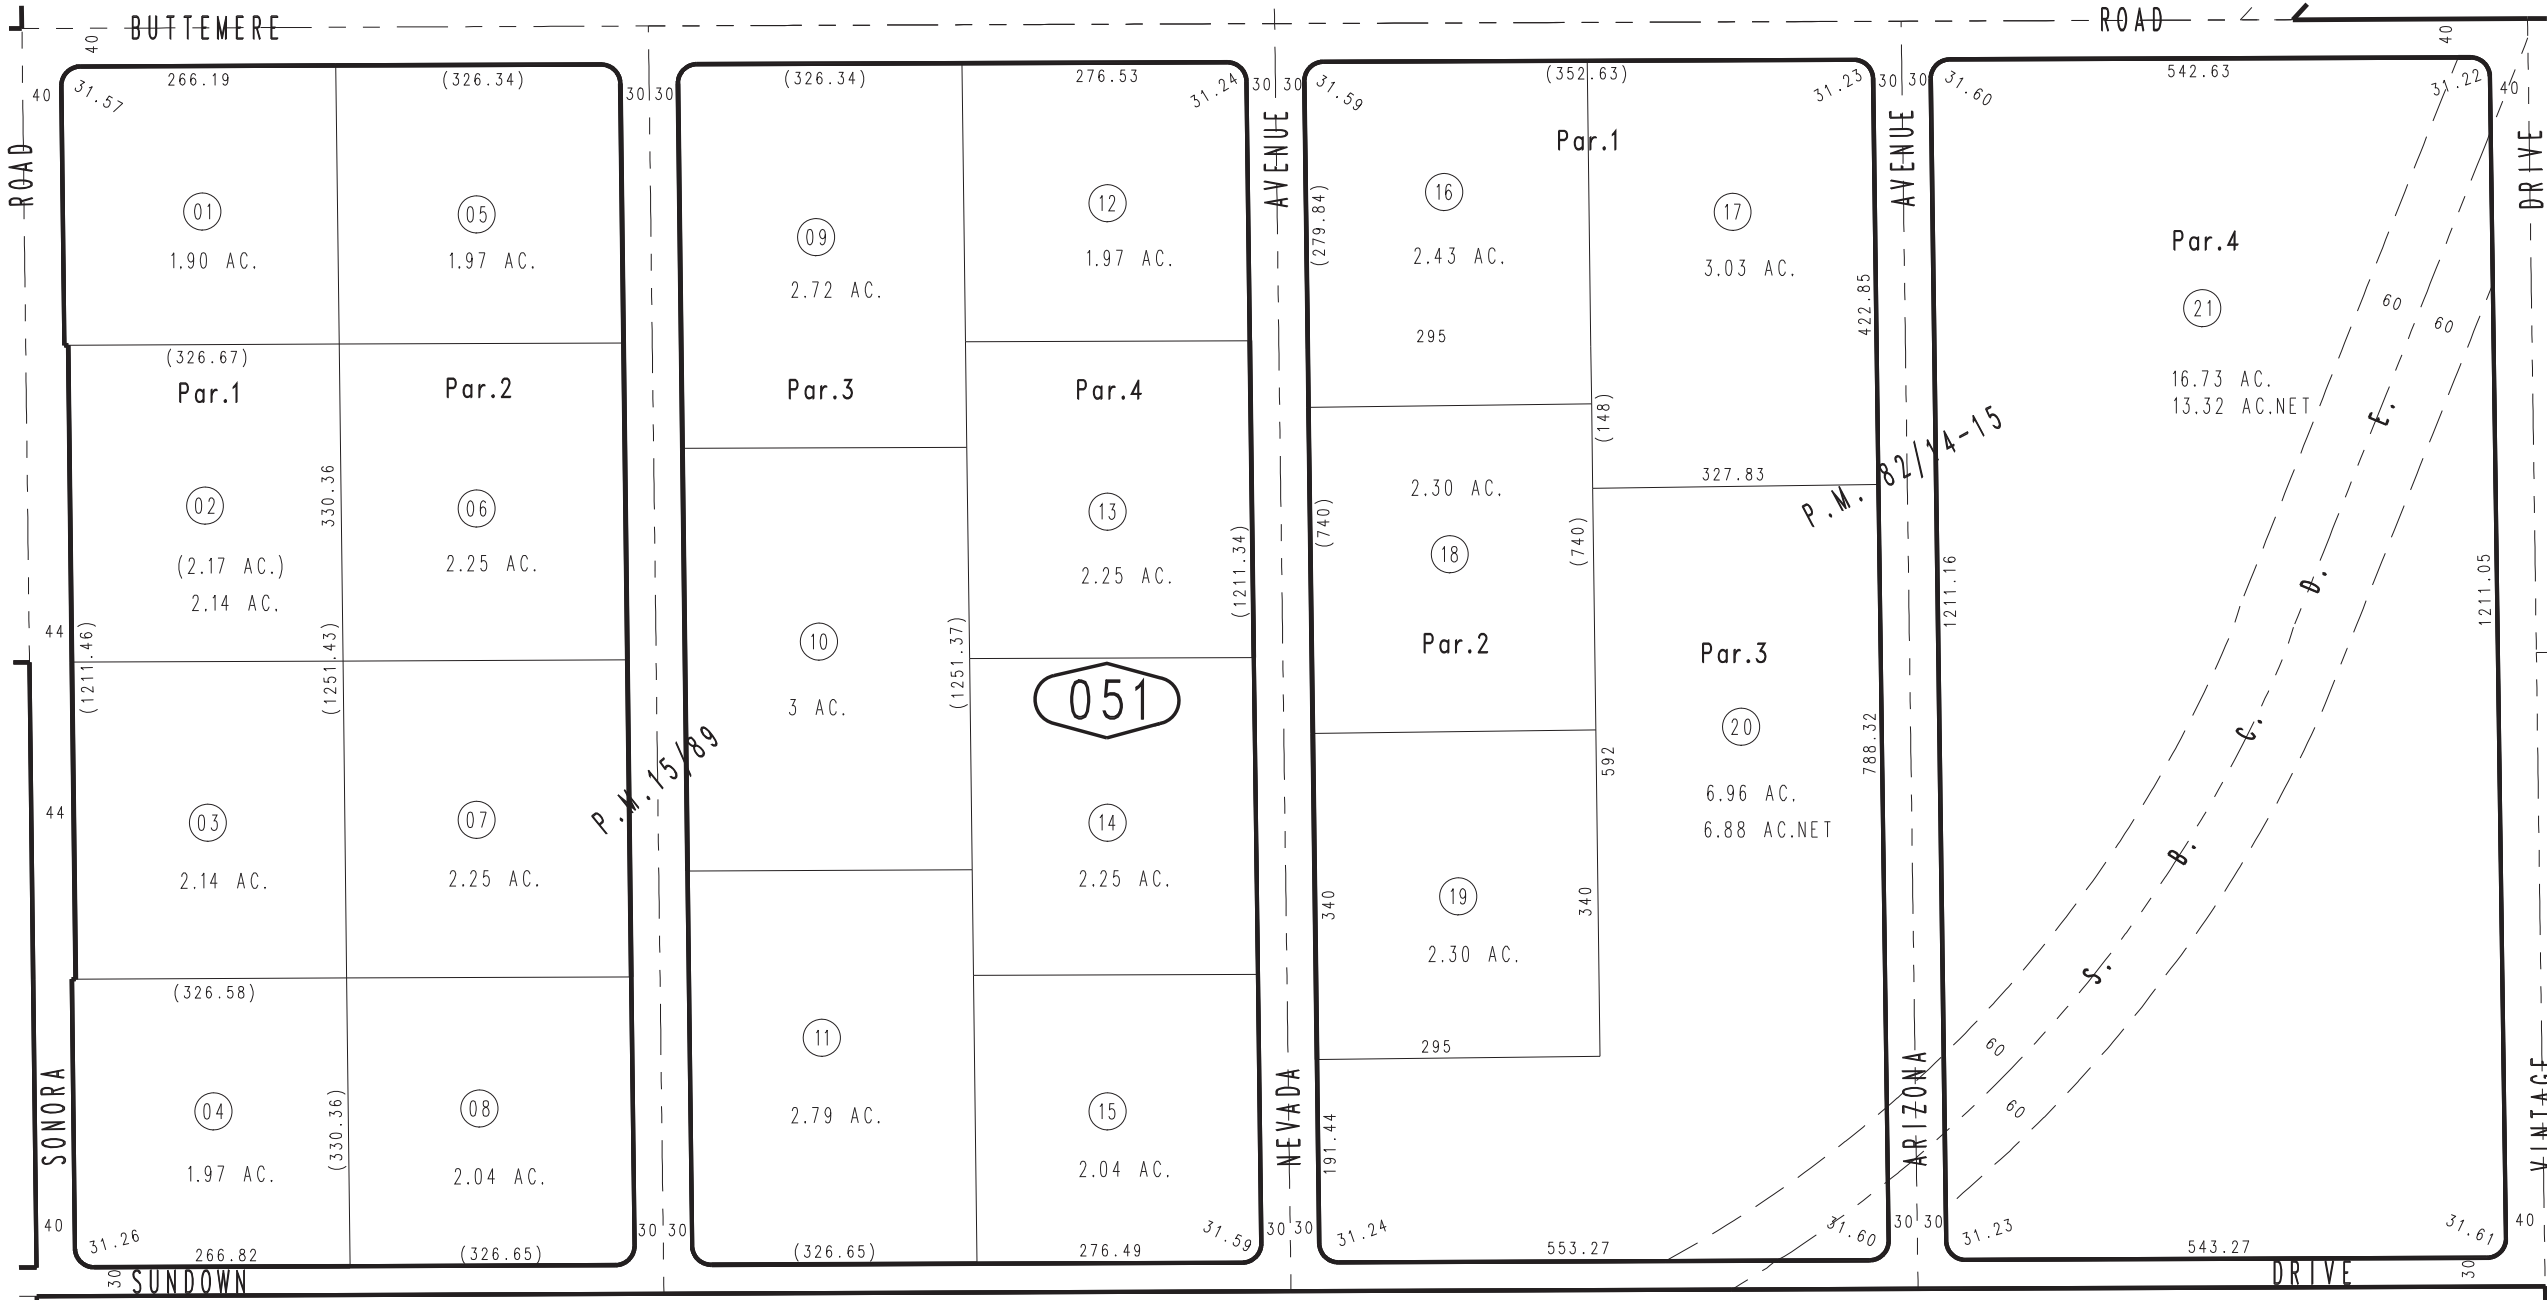 BUTTEMERE
ROAD
40
40
266.19
(326.34)
(326.34)
276.53
(352.63)
542.63
31.57
40
30 30
31.24
30 30
31.59
31.23
30 30
31.60
31.22
40
ROAD
AVENUE
AVENUE
DRIVE
Par.1
01
1.90 AC.
05
1.97 AC.
09
2.72 AC.
12
1.97 AC.
(279.84)
16
2.43 AC.
295
17
3.03 AC.
422.85
Par.4
21
16.73 AC.
13.32 AC.NET
60
60
(326.67)
Par.1
Par.2
Par.3
Par.4
(148)
327.83
P.M. 82/14-15
330.36
02
(2.17 AC.)
2.14 AC.
06
2.25 AC.
13
2.25 AC.
(1211.34)
2.30 AC.
18
(740)
(740)
Par.2
Par.3
1211.16
1211.05
44
(1211.46)
(1251.43)
10
3 AC.
(1251.37)
051
20
6.96 AC.
6.88 AC.NET
592
788.32
P.M. 15/89
44
03
2.14 AC.
07
2.25 AC.
14
2.25 AC.
340
19
2.30 AC.
340
295
S. B. C. D. E.
(326.58)
11
2.79 AC.
60
60
SONORA
04
1.97 AC.
(330.36)
08
2.04 AC.
15
2.04 AC.
NEVADA
191.44
ARIZONA
VINTAGE
40
31.26
30 30
31.59
30 30
31.24
31.60
30 30
31.23
31.61
40
266.82
(326.65)
(326.65)
276.49
553.27
543.27
30
SUNDOWN
DRIVE
30